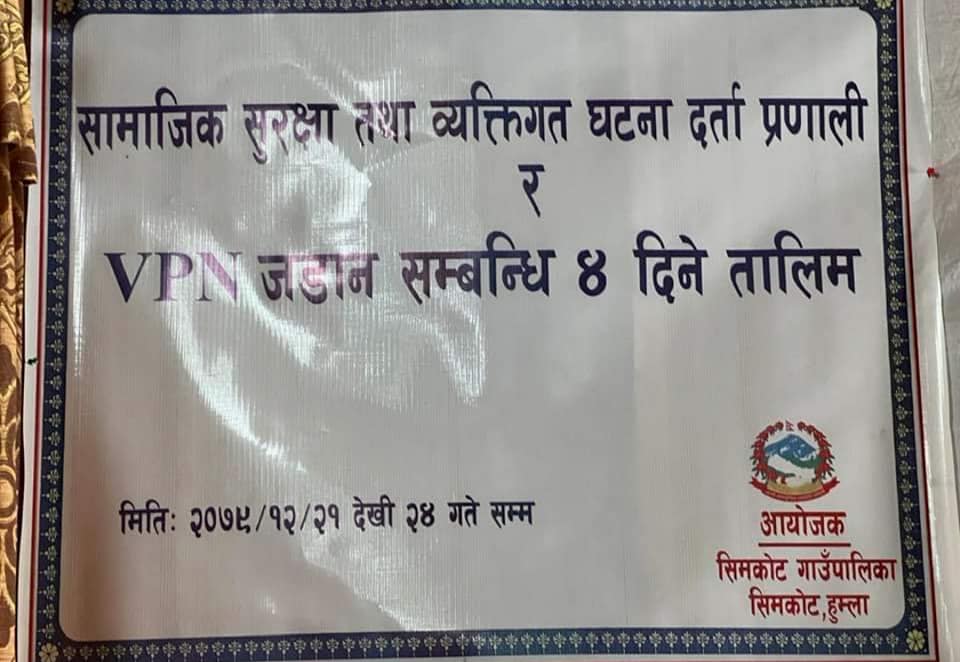 सामाजिक सुरक्षा तथा व्यक्तिगत घटना दर्ता प्रणाली
र
VPN जडान सम्बन्धि ४ दिने तालिम
मिति: २०७९/१२/२१ देखी २४ गते सम्म
आयोजक
सिमकोट गाउँपालिका
सिमकोट,हुम्ला